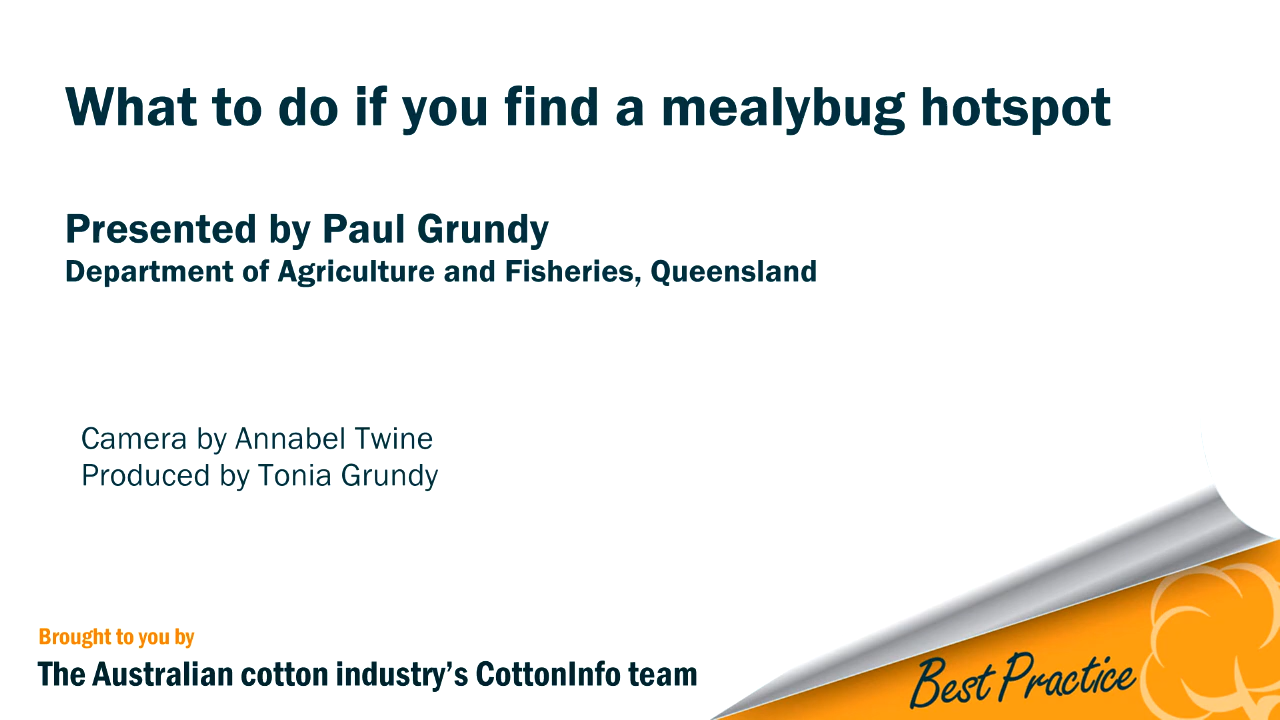 What to do if you find a mealybug hotspot
Presented by Paul Grundy
Department of Agriculture and Fisheries, Queensland
Camera by Annabel Twine
Produced by Tonia Grundy
Brought to you by
The Australian cotton industry’s CottonInfo team
Best Practice